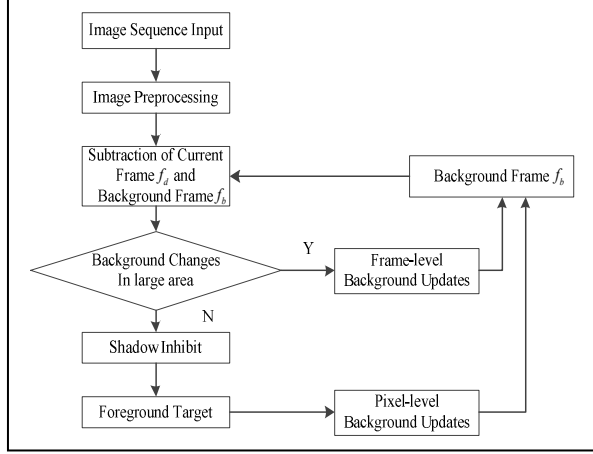 Image Sequence Input
Image Preprocessing
Subtraction of Current
Frame f_d and
Background Frame f_b
Background Frame f_b
Background Changes
In large area
Y
Frame-level
Background Updates
N
Shadow Inhibit
Foreground Target
Pixel-level
Background Updates